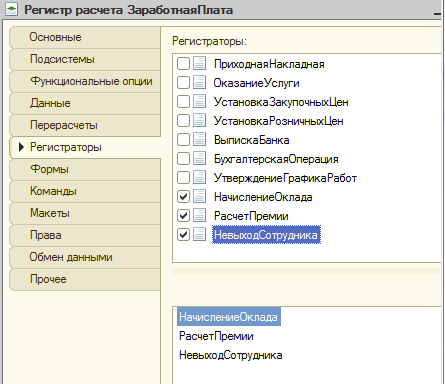 Регистр расчета ЗаработнаяПлата
Основные
Подсистемы
Функциональные опции
Данные
Перерасчеты
Регистраторы
Формы
Команды
Макеты
Права
Обмен данными
Прочее
Регистраторы:
ПриходнаяНакладная
ОказаниеУслуги
УстановкаЗакупочныхЦен
УстановкаРозничныхЦен
ВыпискаБанка
БухгалтерскаяОперация
УтверждениеГрафикаРабот
НачислениеОклада
РасчетПремии
НевыходСотрудника
НачислениеОклада
РасчетПремии
НевыходСотрудника